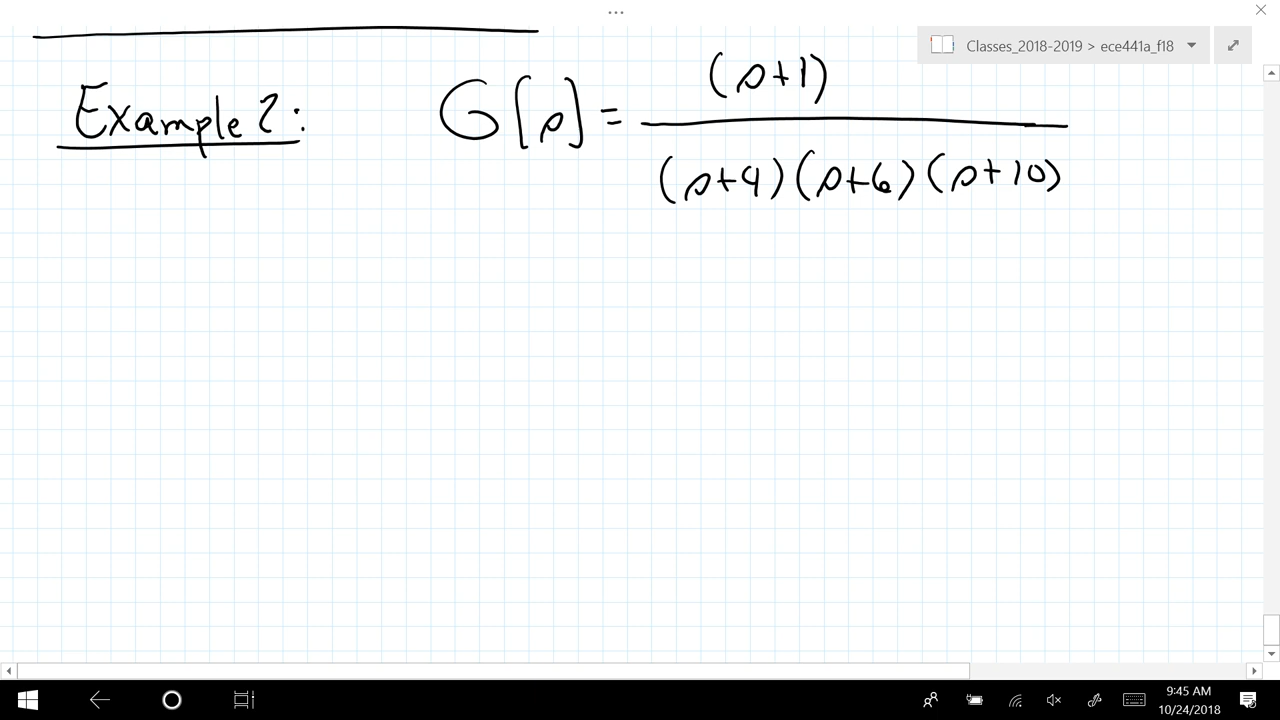 Classes_2018-2019 > ece441a_f18
Example 2: G[s] = (s+1)
(s+4)(s+6)(s+10)
9:45 AM
10/24/2018